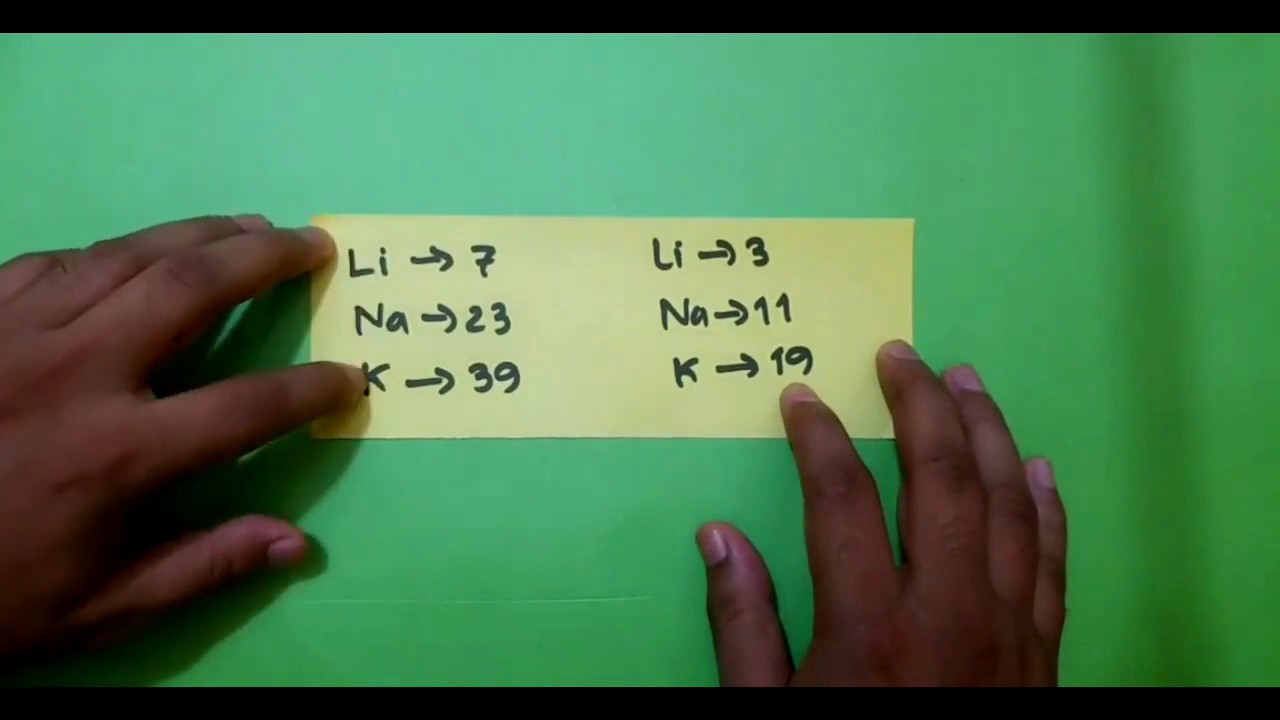 Li → 7 Li → 3
Na → 23 Na → 11
K → 39 K → 19